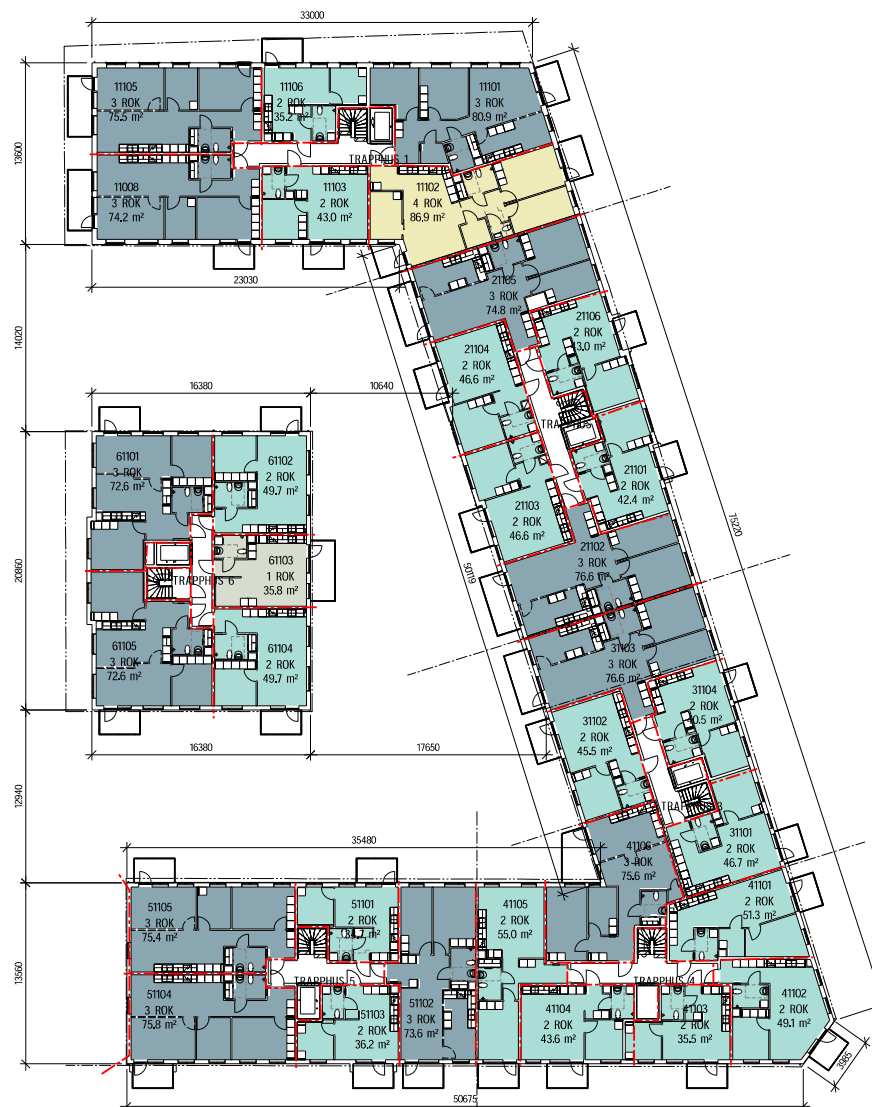 33000
11105
3 ROK
75.5 m²
11106
2 ROK
35.2 m²
11101
3 ROK
80.9 m²
13600
TRAPPHUS 1
11008
3 ROK
74.2 m²
11103
2 ROK
43.0 m²
11102
4 ROK
86.9 m²
23030
21105
3 ROK
74.8 m²
14020
21104
2 ROK
46.6 m²
21106
2 ROK
16380
10640
61101
3 ROK
72.6 m²
61102
2 ROK
49.7 m²
21101
2 ROK
42.4 m²
21103
2 ROK
46.6 m²
75220
50119
21102
3 ROK
76.6 m²
20860
61103
1 ROK
35.8 m²
TRAPPHUS 6
61105
3 ROK
72.6 m²
61104
2 ROK
49.7 m²
31103
3 ROK
76.6 m²
31104
2 ROK
16380
17650
31102
2 ROK
45.5 m²
12940
31101
2 ROK
46.7 m²
35480
41106
3 ROK
75.6 m²
41101
2 ROK
51.3 m²
51105
3 ROK
75.4 m²
51101
2 ROK
41105
2 ROK
55.0 m²
13560
TRAPPHUS 5
TRAPPHUS 4
51104
3 ROK
75.8 m²
51103
2 ROK
36.2 m²
51102
3 ROK
73.6 m²
41104
2 ROK
43.6 m²
41103
2 ROK
35.5 m²
41102
2 ROK
49.1 m²
3985
50675